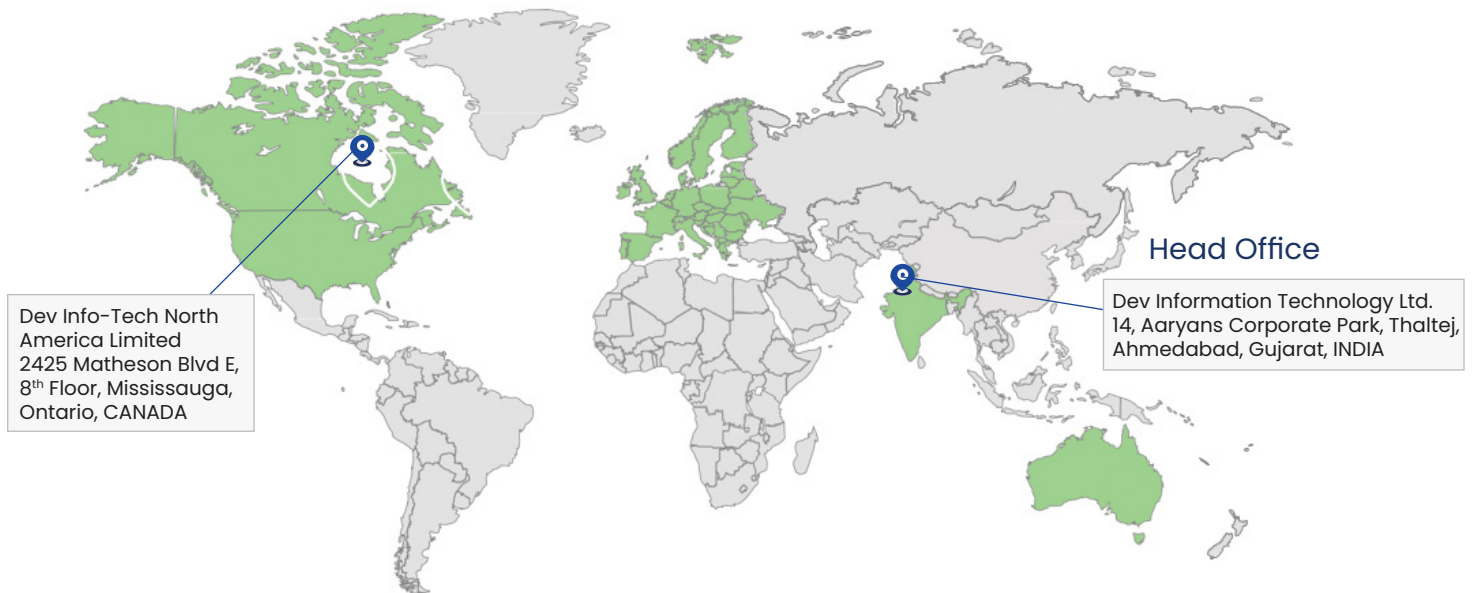 Head Office
Dev Info-Tech North
America Limited
2425 Matheson Blvd E,
8th Floor, Mississauga,
Ontario, CANADA
Dev Information Technology Ltd.
14, Aaryans Corporate Park, Thaltej,
Ahmedabad, Gujarat, INDIA